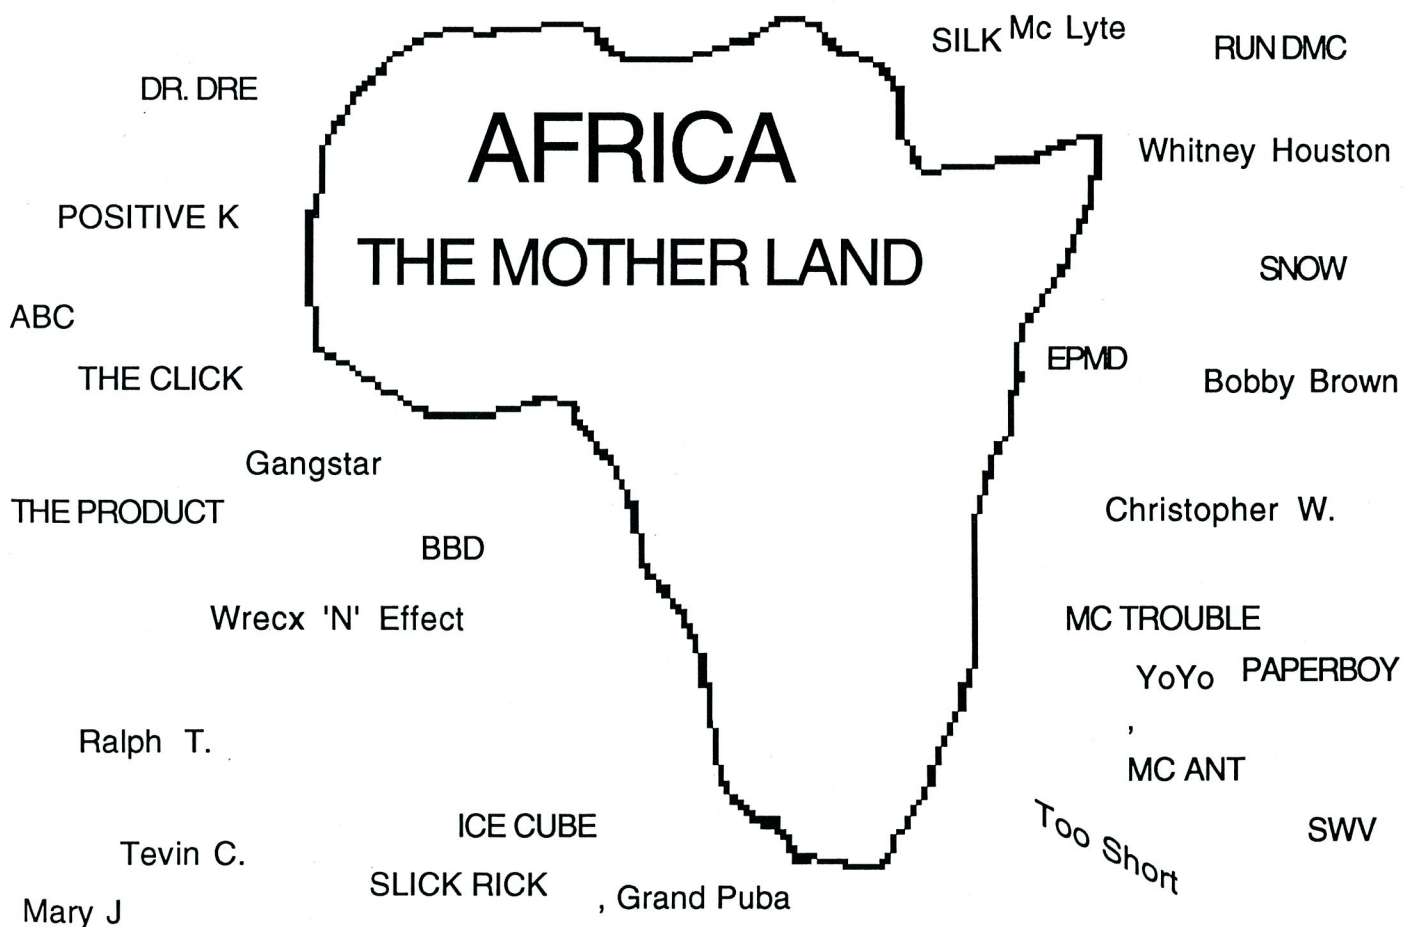 SILK Mc Lyte
RUN DMC
DR. DRE
AFRICA
Whitney Houston
POSITIVE K
THE MOTHER LAND
SNOW
ABC
EPMD
THE CLICK
Bobby Brown
Gangstar
THE PRODUCT
Christopher W.
BBD
Wrecx 'N' Effect
MC TROUBLE
YoYo
PAPERBOY
,
Ralph T.
MC ANT
Too Short
ICE CUBE
SWV
Tevin C.
SLICK RICK
, Grand Puba
Mary J